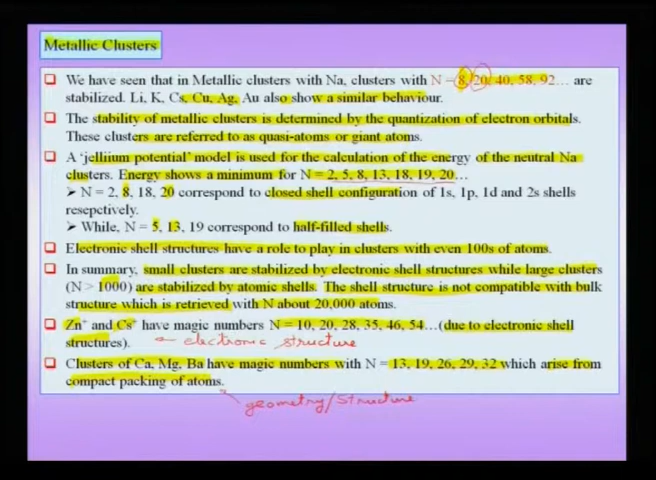 Metallic Clusters
We have seen that in Metallic clusters with Na, clusters with N = 8, 20, 40, 58, 92… are
stabilized. Li, K, Cs, Cu, Ag, Au also show a similar behaviour.
The stability of metallic clusters is determined by the quantization of electron orbitals.
These clusters are referred to as quasi-atoms or giant atoms.
A 'jellium potential' model is used for the calculation of the energy of the neutral Na
clusters. Energy shows a minimum for N = 2, 5, 8, 13, 18, 19, 20…
➢ N = 2, 8, 18, 20 correspond to closed shell configuration of 1s, 1p, 1d and 2s shells
resepctively.
➢ While, N = 5, 13, 19 correspond to half-filled shells.
Electronic shell structures have a role to play in clusters with even 100s of atoms.
In summary, small clusters are stabilized by electronic shell structures while large clusters
(N > 1000) are stabilized by atomic shells. The shell structure is not compatible with bulk
structure which is retrieved with N about 20,000 atoms.
Zn⁺ and Cs⁺ have magic numbers N = 10, 20, 28, 35, 46, 54…(due to electronic shell
structures). electronic structure
Clusters of Ca, Mg, Ba have magic numbers with N = 13, 19, 26, 29, 32 which arise from
compact packing of atoms.
geometry/structure